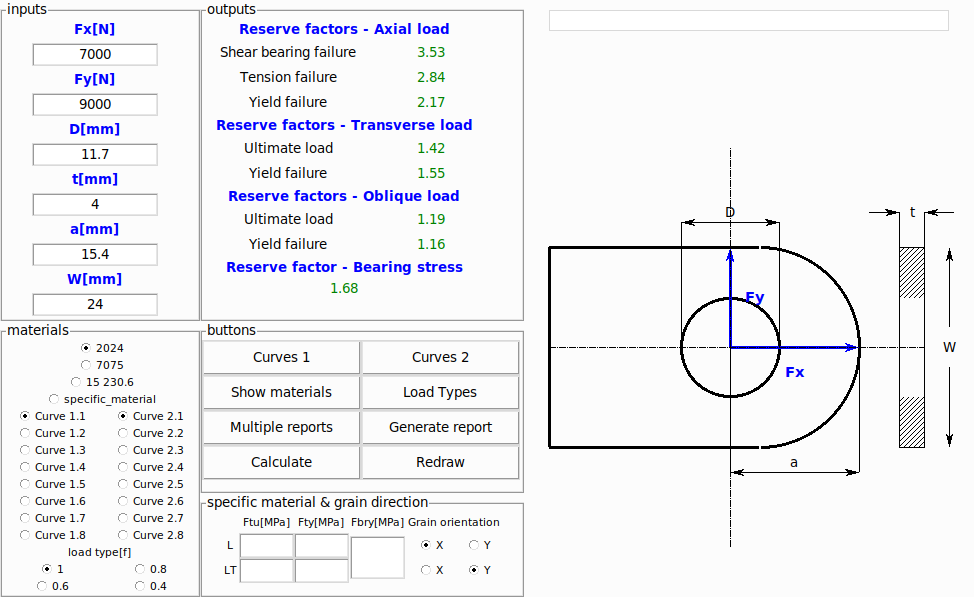 inputs
Fx[N]
7000
Fy[N]
9000
D[mm]
11.7
t[mm]
4
a[mm]
15.4
W[mm]
24
outputs
Reserve factors - Axial load
Shear bearing failure 3.53
Tension failure 2.84
Yield failure 2.17
Reserve factors - Transverse load
Ultimate load 1.42
Yield failure 1.55
Reserve factors - Oblique load
Ultimate load 1.19
Yield failure 1.16
Reserve factor - Bearing stress
1.68
materials
2024
7075
15 230.6
specific_material
Curve 1.1 Curve 2.1
Curve 1.2 Curve 2.2
Curve 1.3 Curve 2.3
Curve 1.4 Curve 2.4
Curve 1.5 Curve 2.5
Curve 1.6 Curve 2.6
Curve 1.7 Curve 2.7
Curve 1.8 Curve 2.8
load type[f]
1 0.8
0.6 0.4
buttons
Curves 1 Curves 2
Show materials Load Types
Multiple reports Generate report
Calculate Redraw
specific material & grain direction
Ftu[MPa] Fty[MPa] Fbry[MPa] Grain orientation
L X Y
LT X Y
D
t
Fy
W
Fx
a